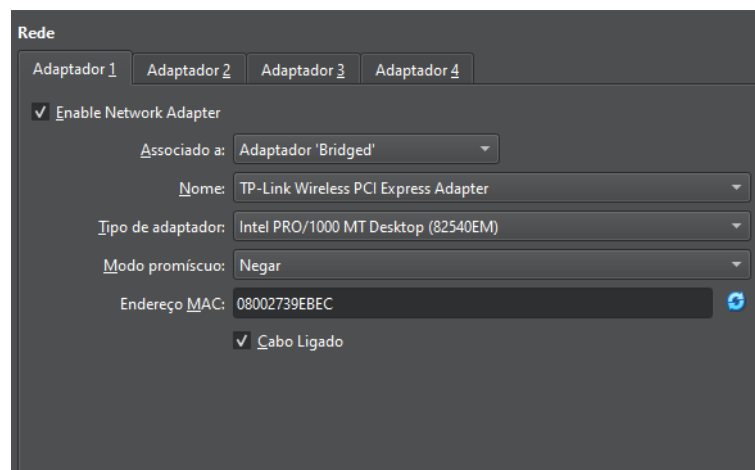 Rede
Adaptador 1 Adaptador 2 Adaptador 3 Adaptador 4
Enable Network Adapter
Associado a: Adaptador 'Bridged'
Nome: TP-Link Wireless PCI Express Adapter
Tipo de adaptador: Intel PRO/1000 MT Desktop (82540EM)
Modo promíscuo: Negar
Endereço MAC: 08002739EBEC
Cabo Ligado